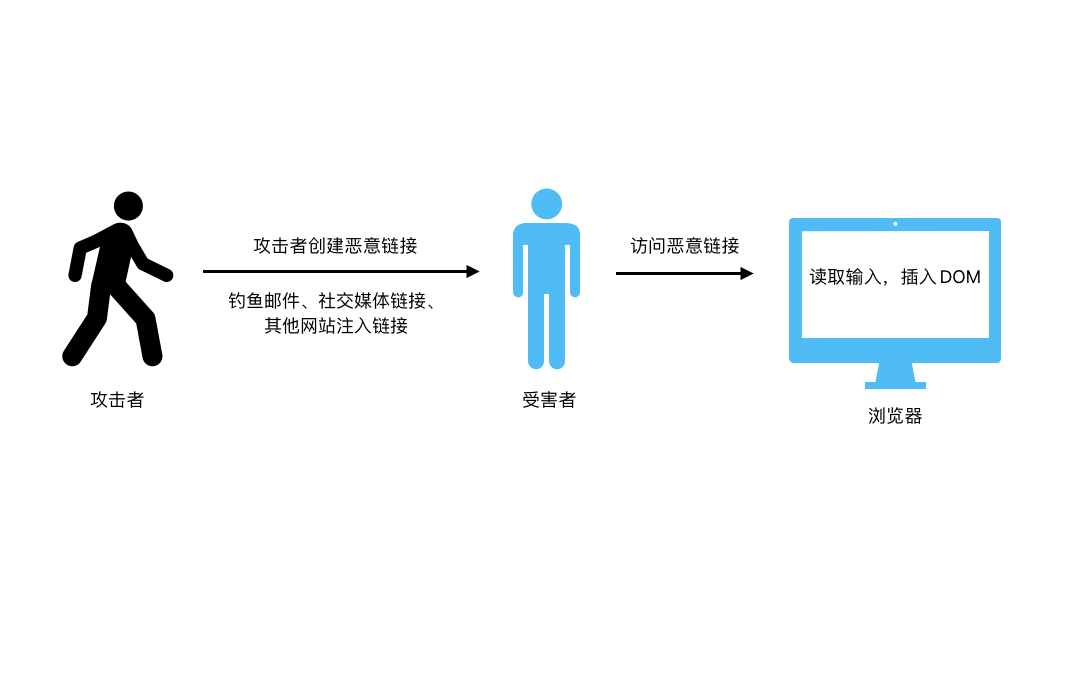 攻击者创建恶意链接
钓鱼邮件、社交媒体链接、
其他网站注入链接
访问恶意链接
读取输入，插入 DOM
攻击者
受害者
浏览器